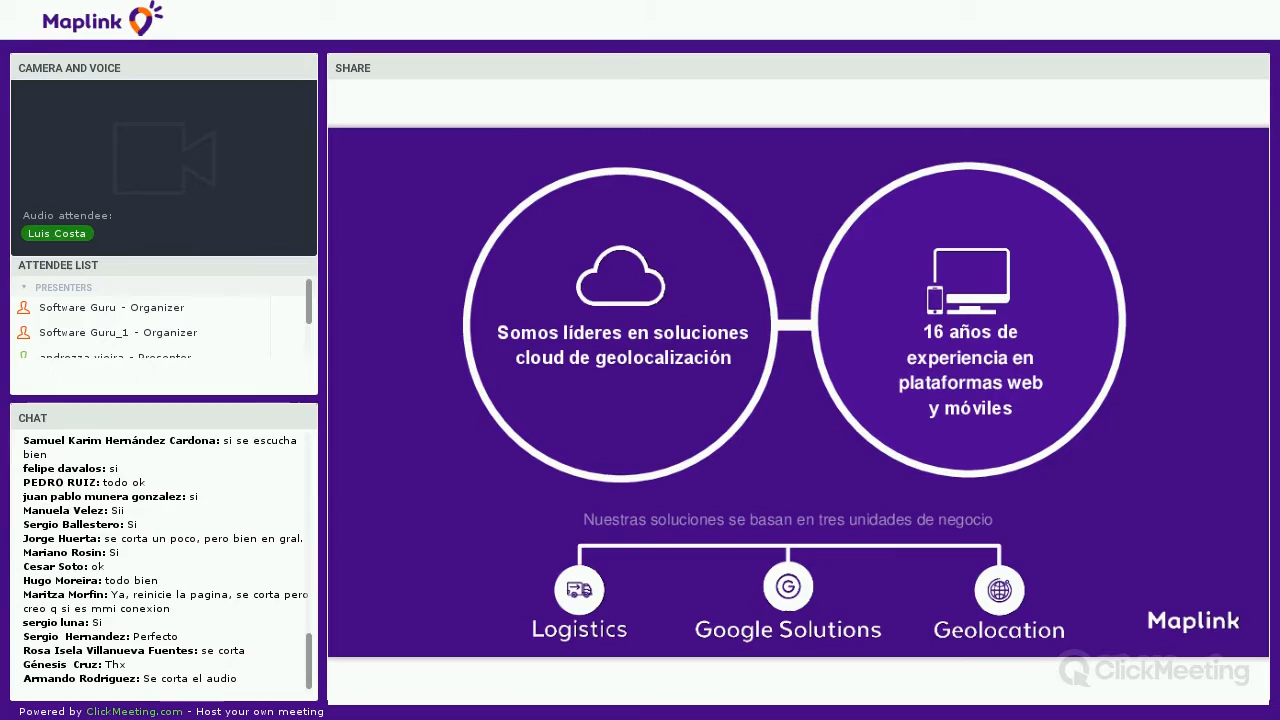 Maplink
CAMERA AND VOICE
Audio attendee:
Luis Costa
ATTENDEE LIST
PRESENTERS
Software Guru - Organizer
Software Guru_1 - Organizer
andrezza vieira - Presenter
CHAT
Samuel Karim Hernández Cardona: si se escucha
bien
felipe davalos: si
PEDRO RUIZ: todo ok
juan pablo munera gonzalez: si
Manuela Velez: Sii
Sergio Ballestero: Si
Jorge Huerta: se corta un poco, pero bien en gral.
Mariano Rosin: Si
Cesar Soto: ok
Hugo Moreira: todo bien
Maritza Morfin: Ya, reinicie la pagina, se corta pero
creo q si es mmi conexion
sergio luna: Si
Sergio Hernandez: Perfecto
Rosa Isela Villanueva Fuentes: se corta
Génesis Cruz: Thx
Armando Rodriguez: Se corta el audio
Powered by ClickMeeting.com - Host your own meeting
SHARE
Somos líderes en soluciones
cloud de geolocalización
16 años de
experiencia en
plataformas web
y móviles
Nuestras soluciones se basan en tres unidades de negocio
Logistics
Google Solutions
Geolocation
Maplink
ClickMeeting